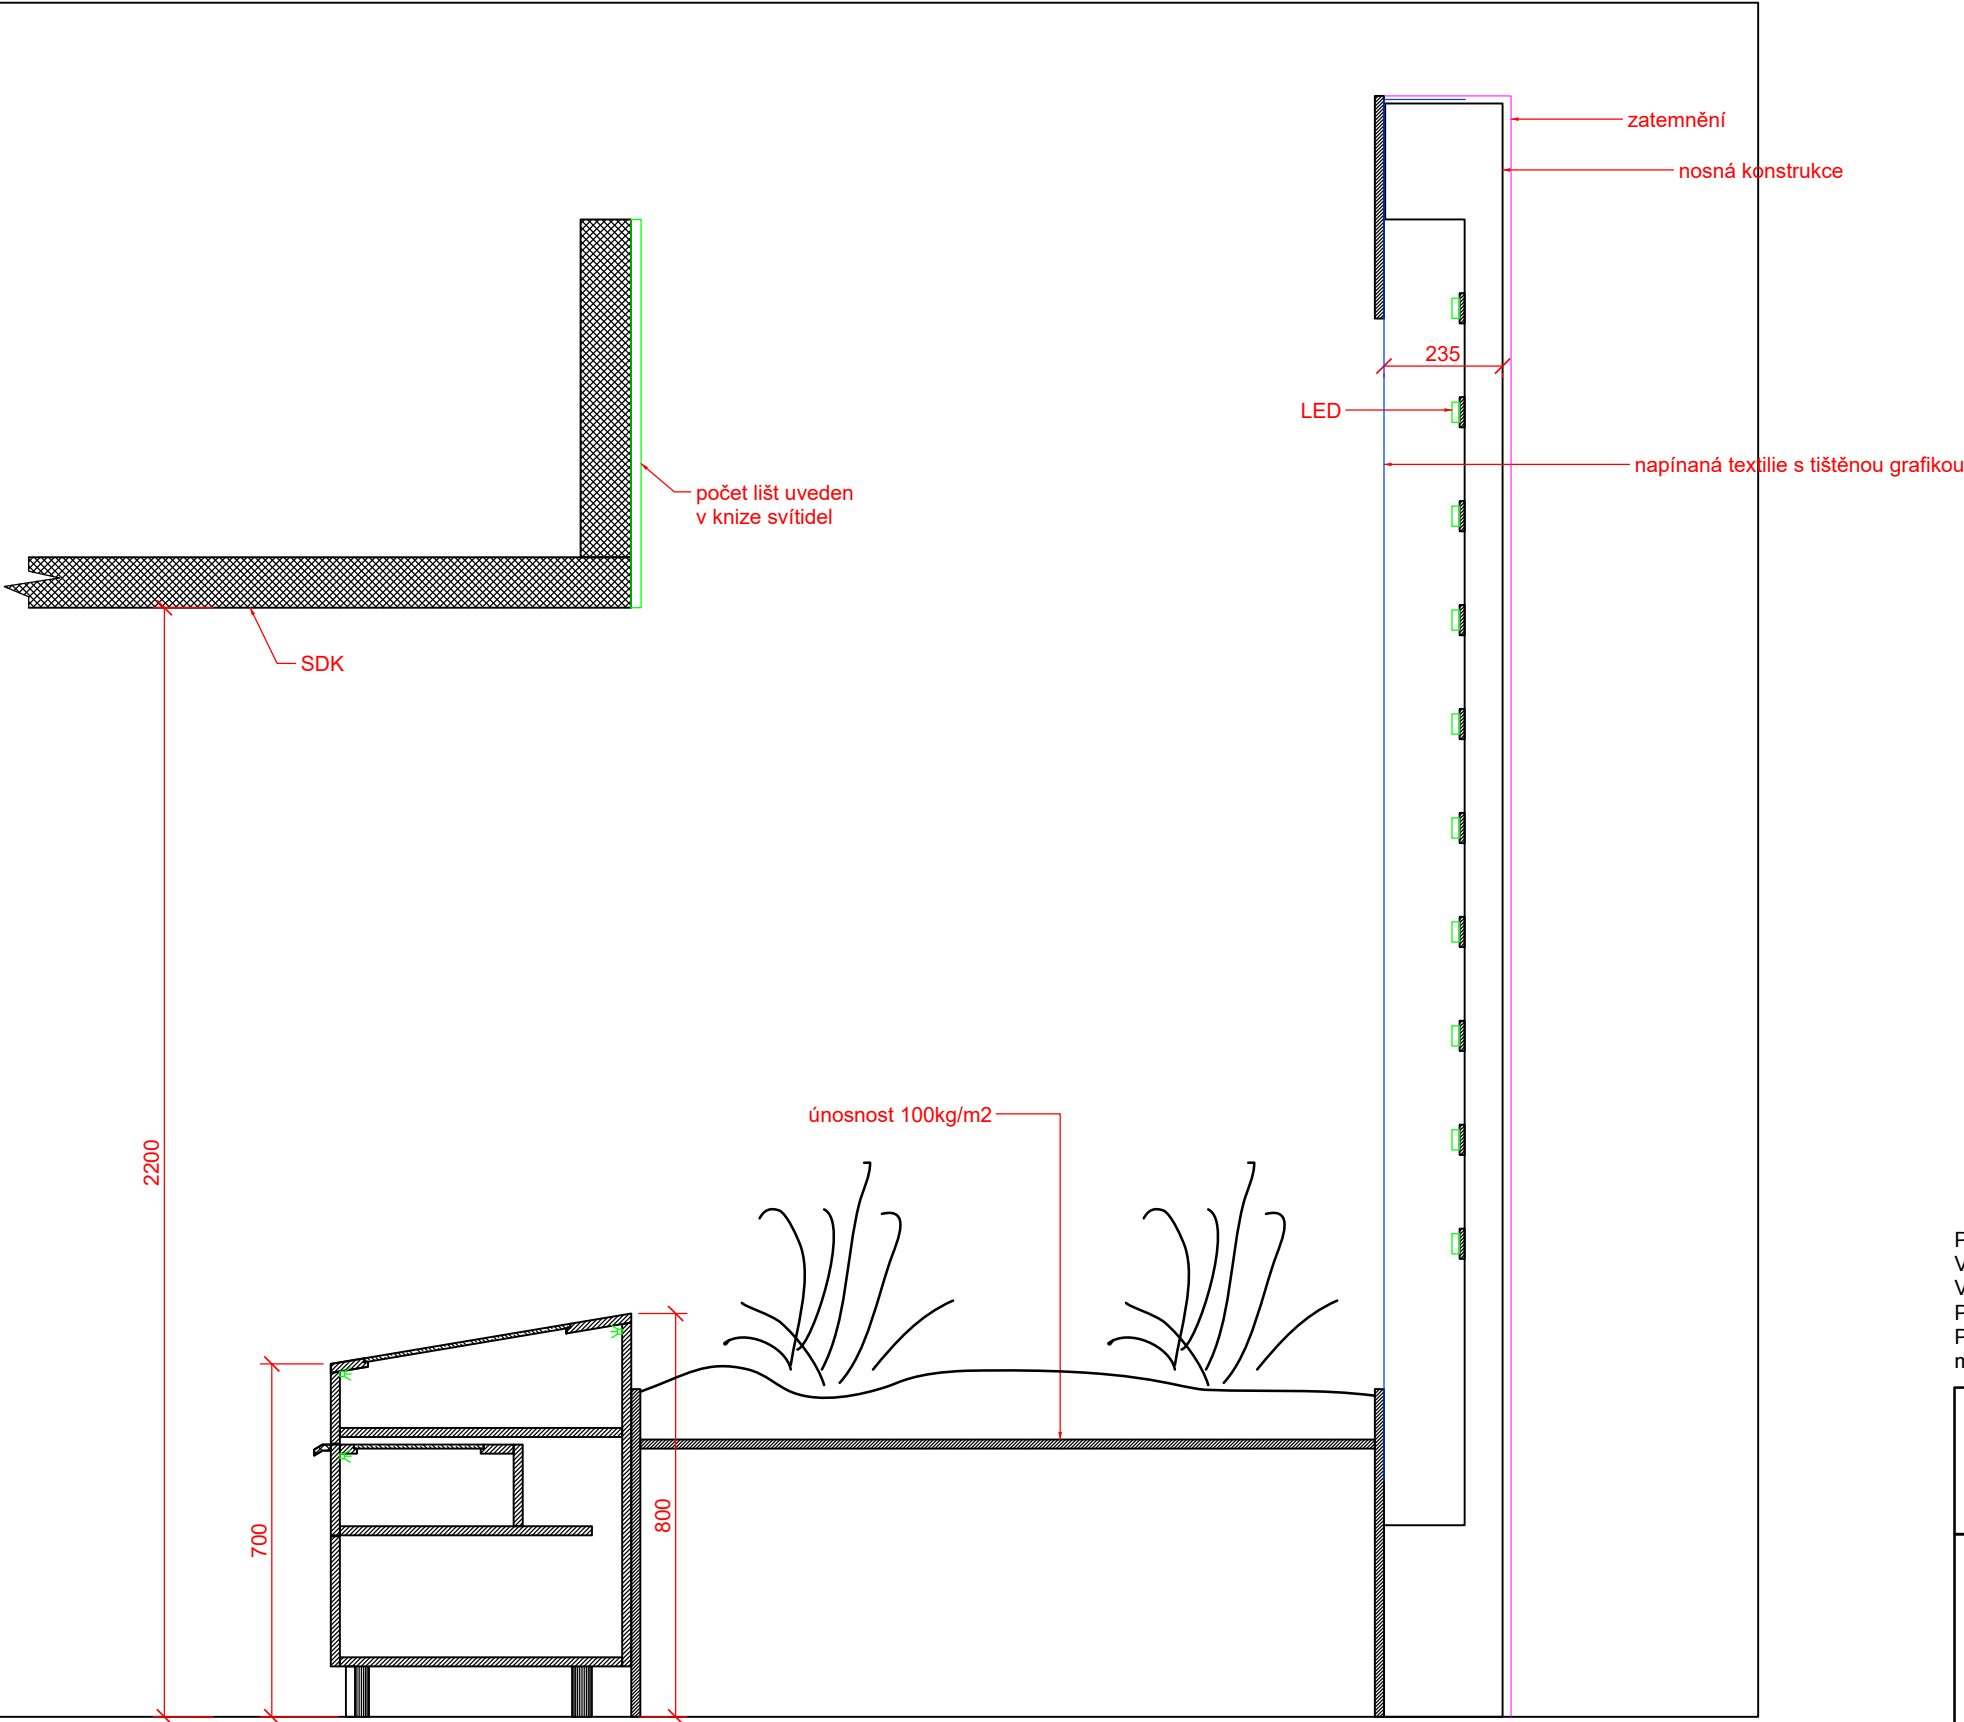 zatemnění
nosná konstrukce
235
LED
napínaná textilie s tištěnou grafikou
počet lišt uveden
v knize svítidel
SDK
únosnost 100kg/m2
2200
700
800
P
V
V
P
P
m